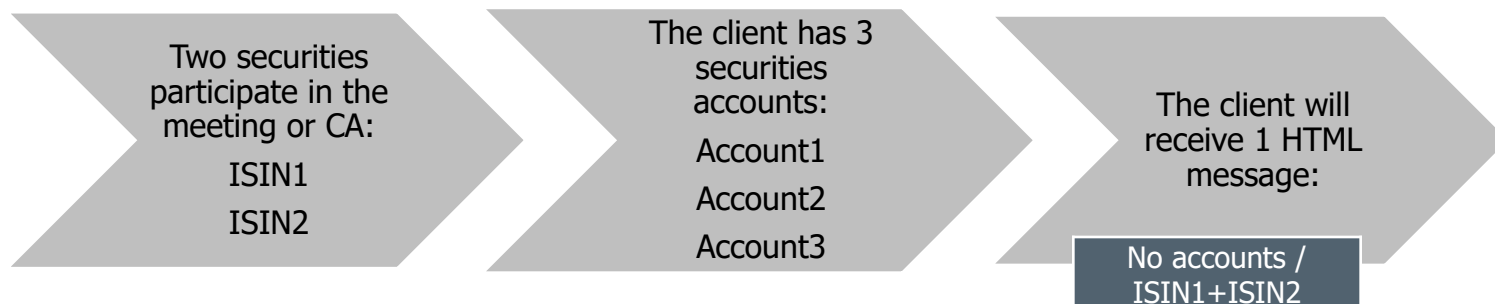 Two securities
participate in the
meeting or CA:
ISIN1
ISIN2
The client has 3
securities
accounts:
Account1
Account2
Account3
The client will
receive 1 HTML
message:
No accounts /
ISIN1+ISIN2